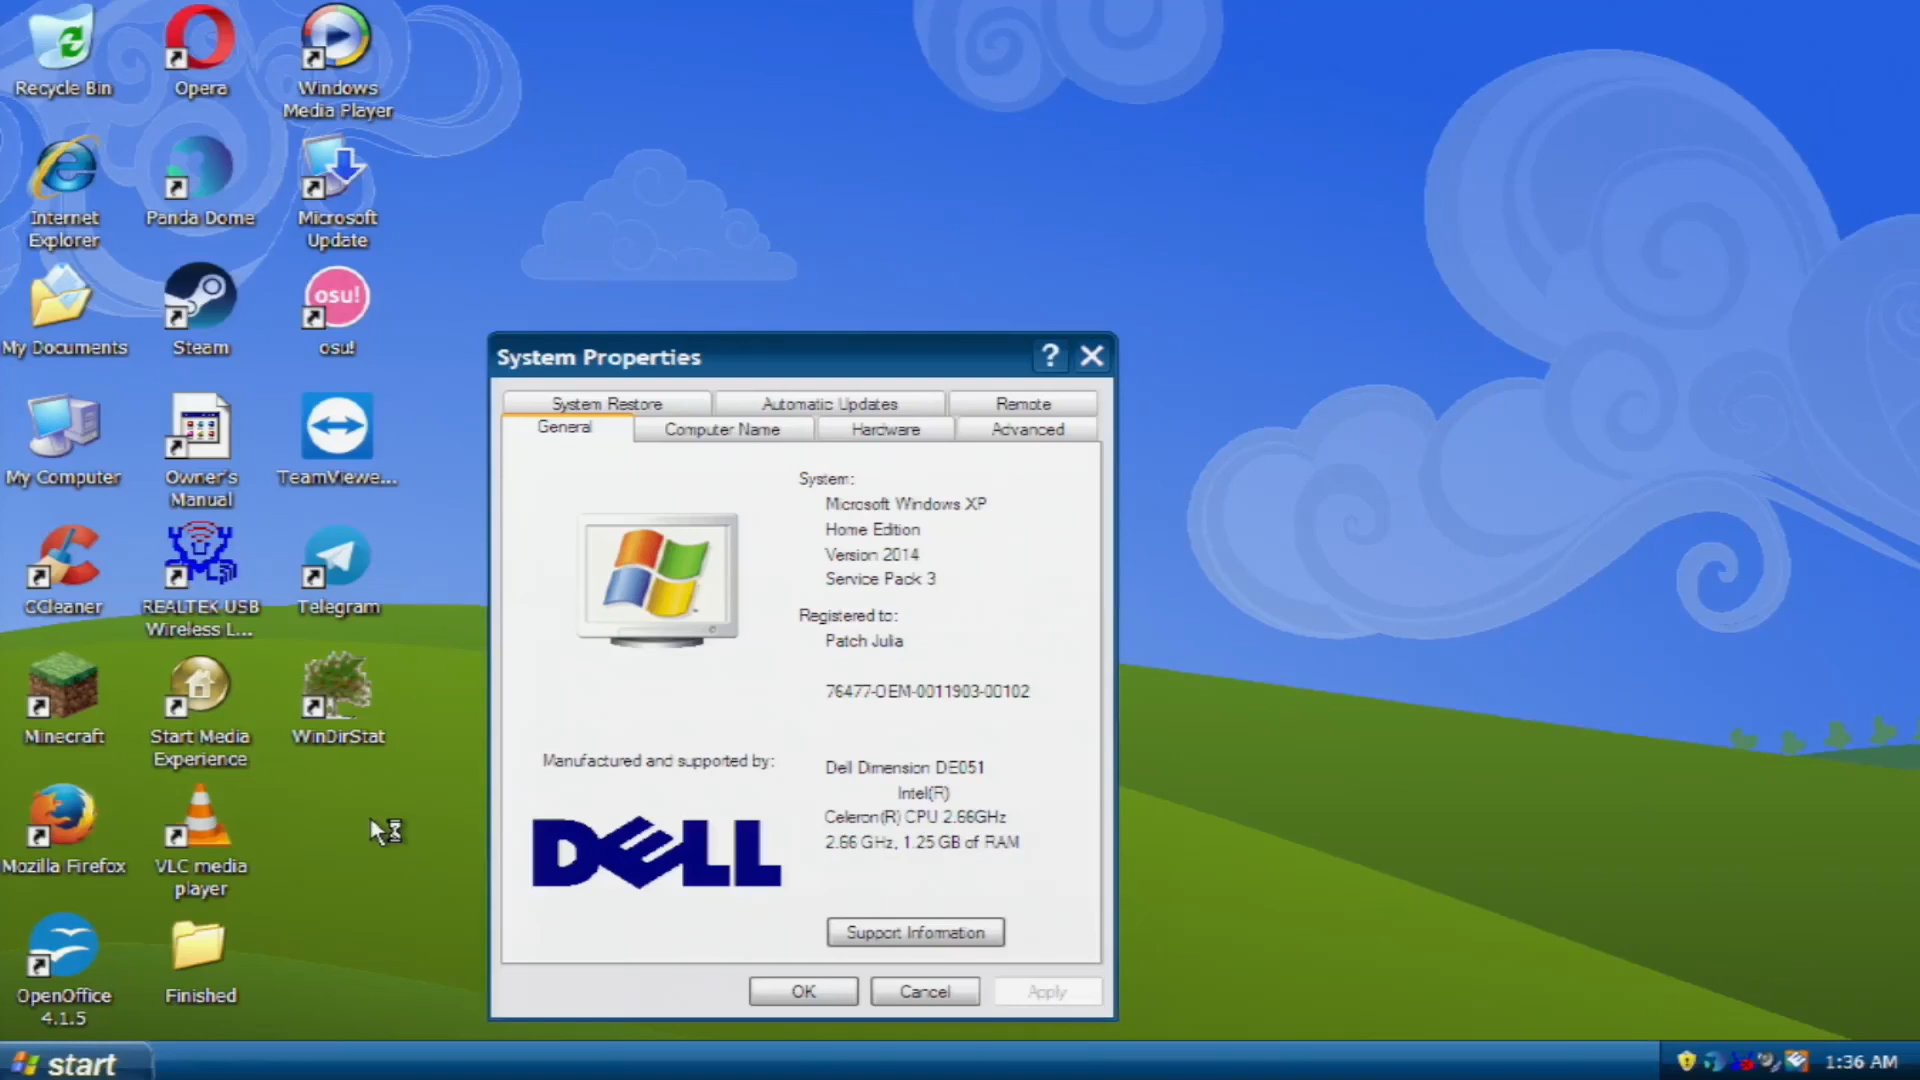 Recycle Bin
Opera
Windows
Media Player
Internet
Explorer
Panda Dome
Microsoft
Update
My Documents
Steam
osu!
osu!
My Computer
Owner's
Manual
TeamViewe...
CCleaner
REALTEK USB
Wireless L...
Telegram
Minecraft
Start Media
Experience
WinDirStat
Mozilla Firefox
VLC media
player
OpenOffice
4.1.5
Finished
System Properties
?
System Restore
Automatic Updates
Remote
General
Computer Name
Hardware
Advanced
System:
Microsoft Windows XP
Home Edition
Version 2014
Service Pack 3
Registered to:
Patch Julia
76477-OEM-0011903-00102
Manufactured and supported by:
DELL
Dell Dimension DE051
Intel(R)
Celeron(R) CPU 2.66GHz
2.66 GHz, 1.25 GB of RAM
Support Information
OK
Cancel
Apply
start
1:36 AM